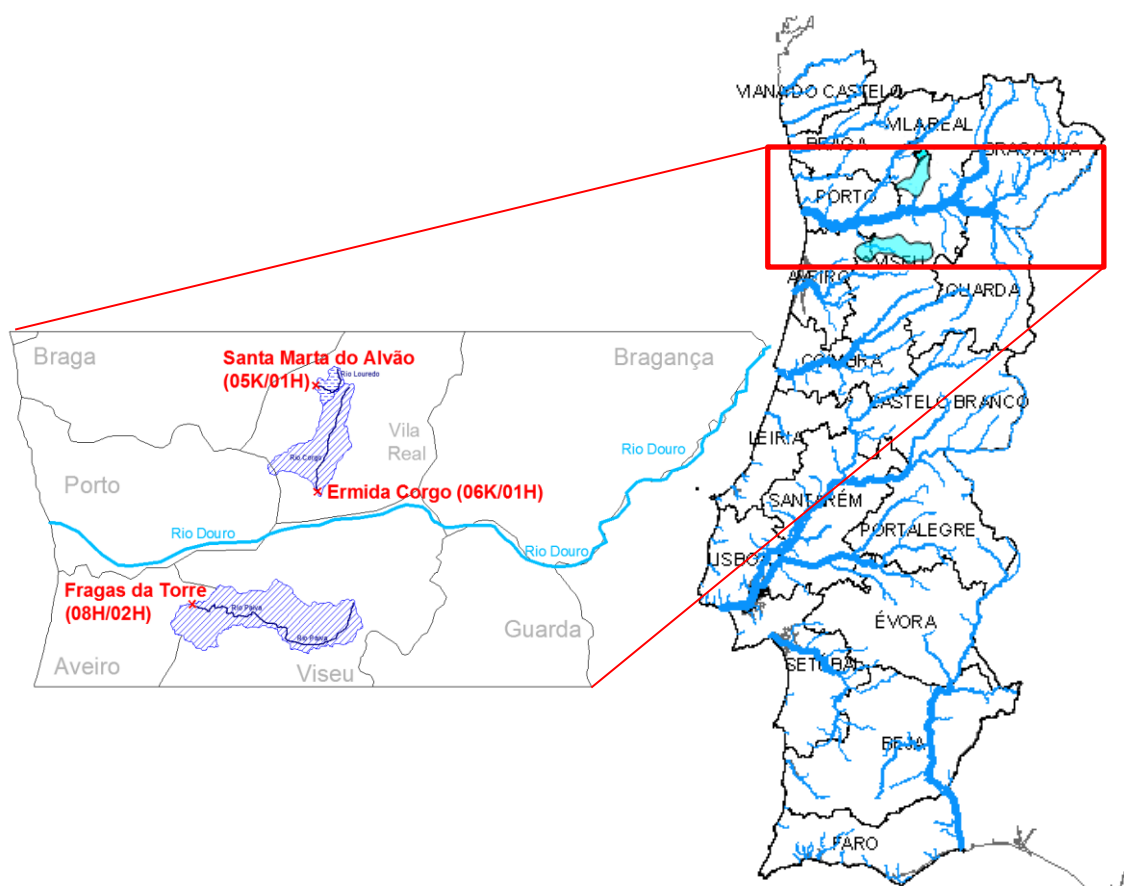 VIANA DO CASTELO
VILA REAL
BRAGA
BRAGANÇA
PORTO
VISEU
AVEIRO
GUARDA
COIMBRA
CASTELO BRANCO
LEIRIA
SANTARÉM
PORTALEGRE
LISBOA
ÉVORA
SETÚBAL
BEJA
FARO
Braga
Santa Marta do Alvão
(05K/01H)
Rio Louredo
Bragança
Vila
Real
Rio Corgo
Rio Douro
Porto
Ermida Corgo (06K/01H)
Rio Douro
Rio Douro
Fragas da Torre
(08H/02H)
Rio Paiva
Rio Paiva
Guarda
Aveiro
Viseu